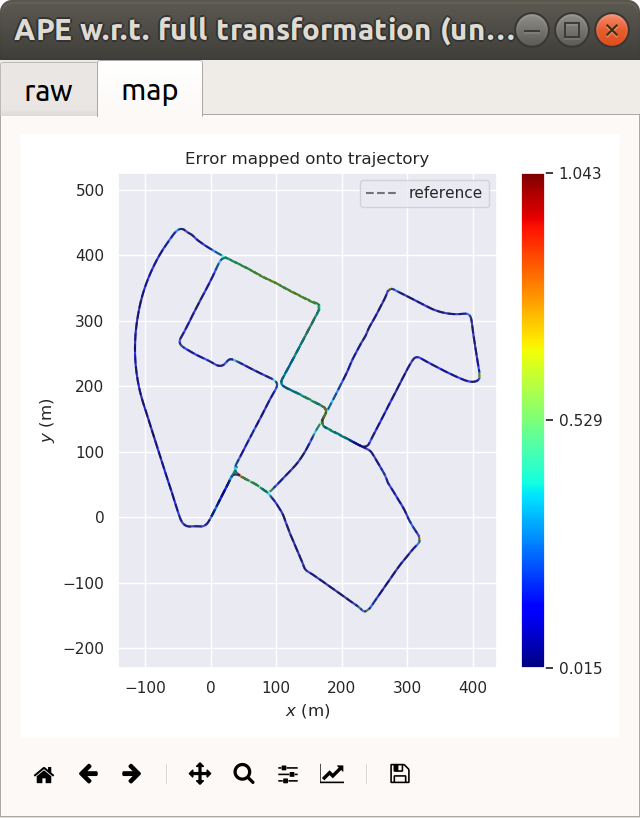 APE w.r.t. full transformation (un...
raw
map
Error mapped onto trajectory
reference
500
400
300
200
100
0
−100
−200
y (m)
−100
0
100
200
300
400
x (m)
1.043
0.529
0.015